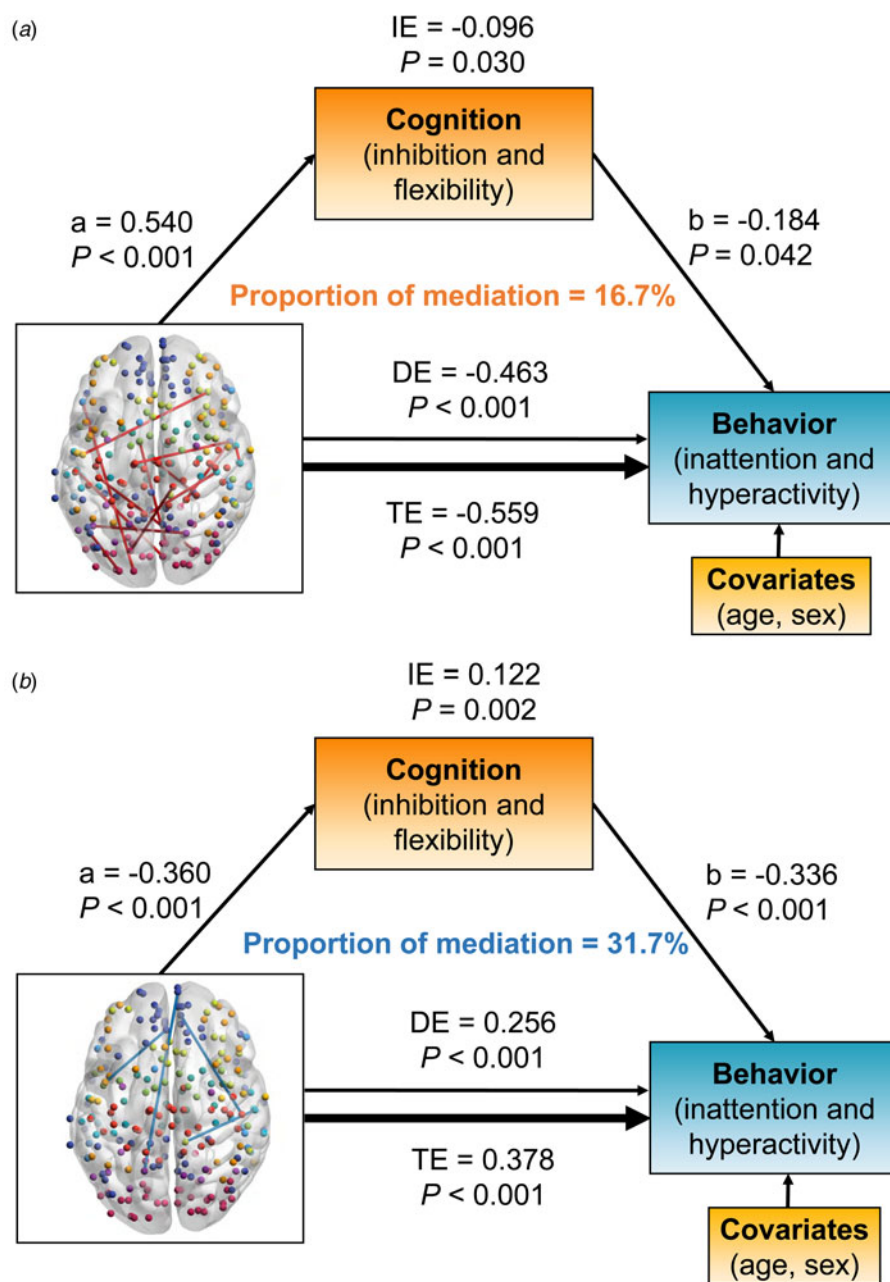 (a)
IE = -0.096
P = 0.030
Cognition
(inhibition and
flexibility)
a = 0.540
P < 0.001
b = -0.184
P = 0.042
Proportion of mediation = 16.7%
DE = -0.463
P < 0.001
Behavior
(inattention and
hyperactivity)
TE = -0.559
P < 0.001
Covariates
(age, sex)
(b)
IE = 0.122
P = 0.002
Cognition
(inhibition and
flexibility)
a = -0.360
P < 0.001
b = -0.336
P < 0.001
Proportion of mediation = 31.7%
DE = 0.256
P < 0.001
Behavior
(inattention and
hyperactivity)
TE = 0.378
P < 0.001
Covariates
(age, sex)